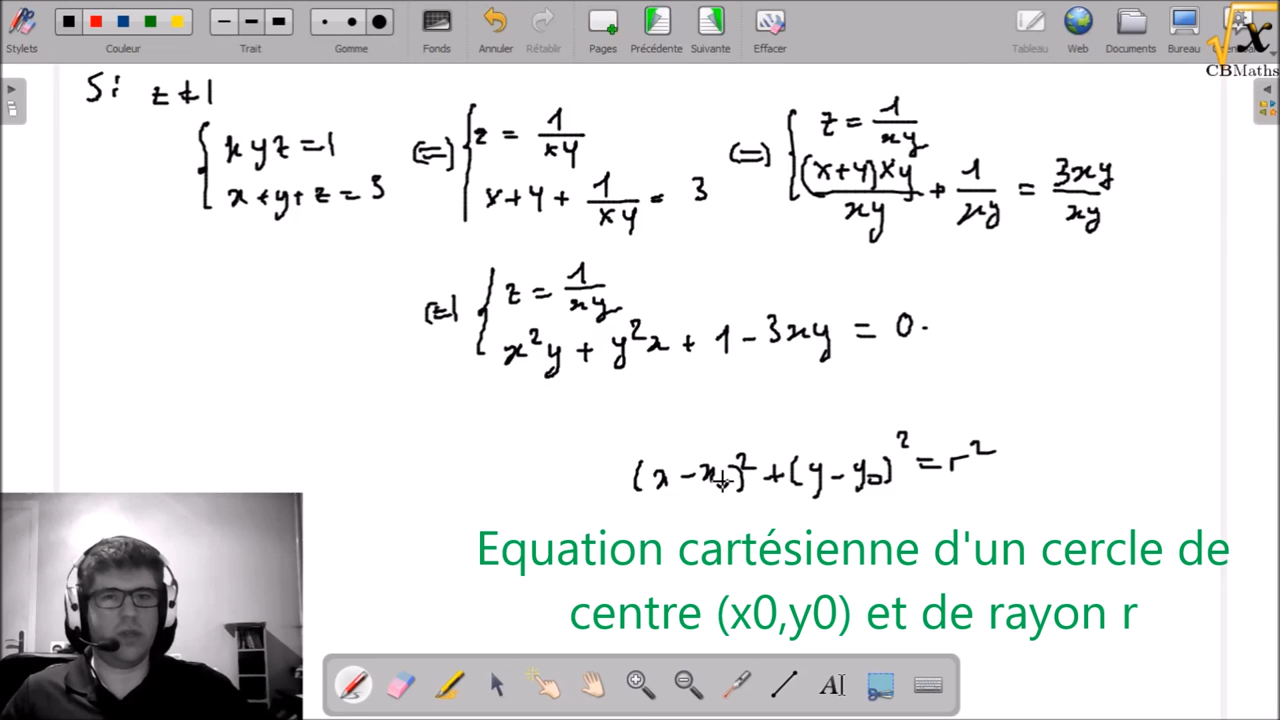 Stylets Couleur Trait Gomme Fonds Annuler Rétablir Pages Précédente Suivante Effacer Tableau Web Documents Bureau
CBMaths
Si z ≠ 1
{ xyz = 1
x + y + z = 3
(=) { z = 1/xy
x + y + 1/xy = 3
(=) { z = 1/xy
(x+y)xy/xy + 1/xy = 3xy/xy
(=) { z = 1/xy
x²y + y²x + 1 - 3xy = 0.
(x - x₀)² + (y - y₀)² = r²
Equation cartésienne d'un cercle de
centre (x0,y0) et de rayon r
AI